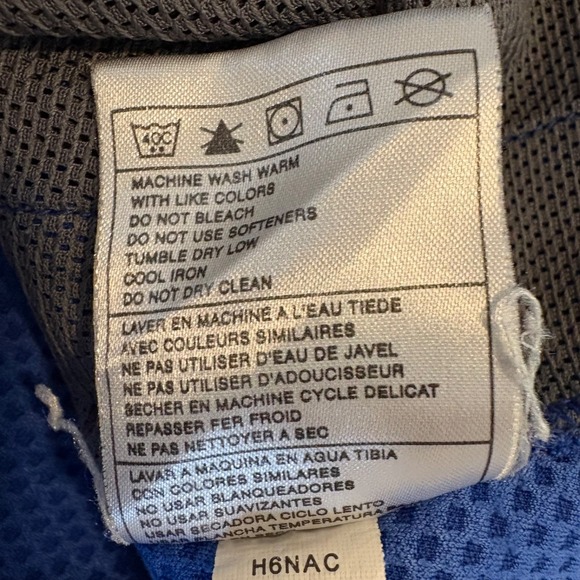 40C
MACHINE WASH WARM
WITH LIKE COLORS
DO NOT BLEACH
DO NOT USE SOFTENERS
TUMBLE DRY LOW
COOL IRON
DO NOT DRY CLEAN
LAVER EN MACHINE A L'EAU TIEDE
AVEC COULEURS SIMILAIRES
NE PAS UTILISER D'EAU DE JAVEL
NE PAS UTILISER D'ADOUCISSEUR
SECHER EN MACHINE CYCLE DELICAT
REPASSER FER FROID
NE PAS NETTOYER A SEC
LAVAR A MAQUINA EN AGUA TIBIA
CON COLORES SIMILARES
NO USAR BLANQUEADORES
NO USAR SUAVIZANTES
USAR SECADORA CICLO LENTO
PLANCHA TEMPERATURA
H6NAC